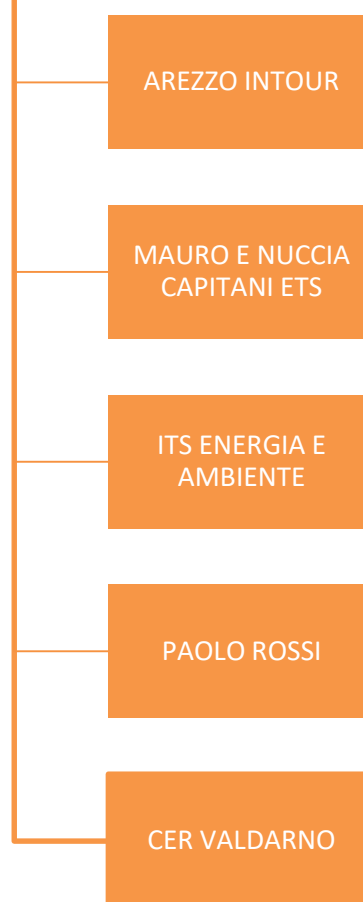 AREZZO INTOUR
MAURO E NUCCIA
CAPITANI ETS
ITS ENERGIA E
AMBIENTE
PAOLO ROSSI
CER VALDARNO